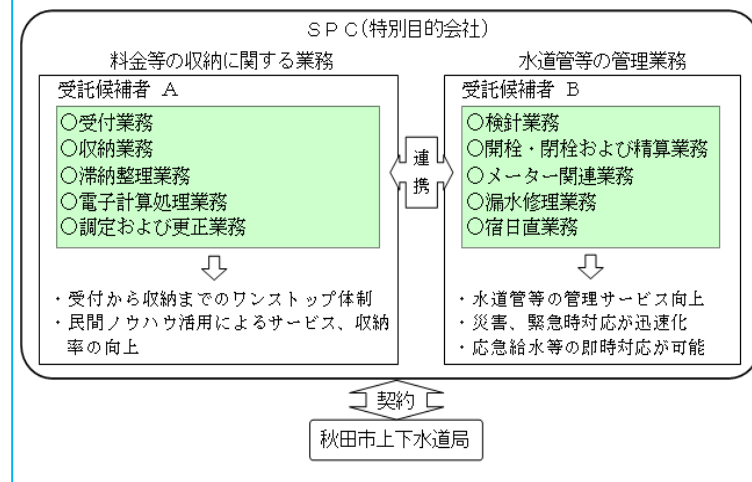 ＳＰＣ(特別目的会社)
料金等の収納に関する業務
受託候補者 A
○受付業務
○収納業務
○滞納整理業務
○電子計算処理業務
○調定および更正業務
・受付から収納までのワンストップ体制
・民間ノウハウ活用によるサービス、収納
率の向上
連
携
水道管等の管理業務
受託候補者 B
○検針業務
○開栓・閉栓および精算業務
○メーター関連業務
○漏水修理業務
○宿日直業務
・水道管等の管理サービス向上
・災害、緊急時対応が迅速化
・応急給水等の即時対応が可能
契約
秋田市上下水道局